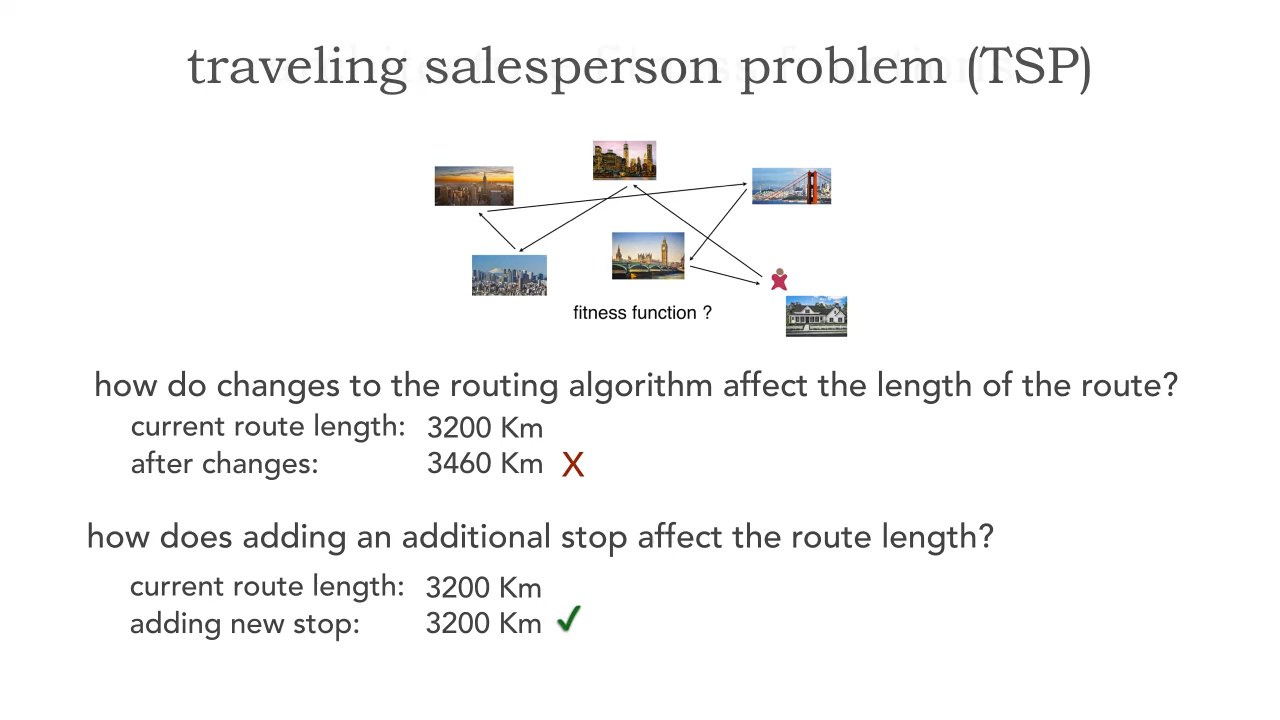 traveling salesperson problem (TSP)
fitness function ?
how do changes to the routing algorithm affect the length of the route?
current route length: 3200 Km
after changes: 3460 Km X
how does adding an additional stop affect the route length?
current route length: 3200 Km
adding new stop: 3200 Km ✓